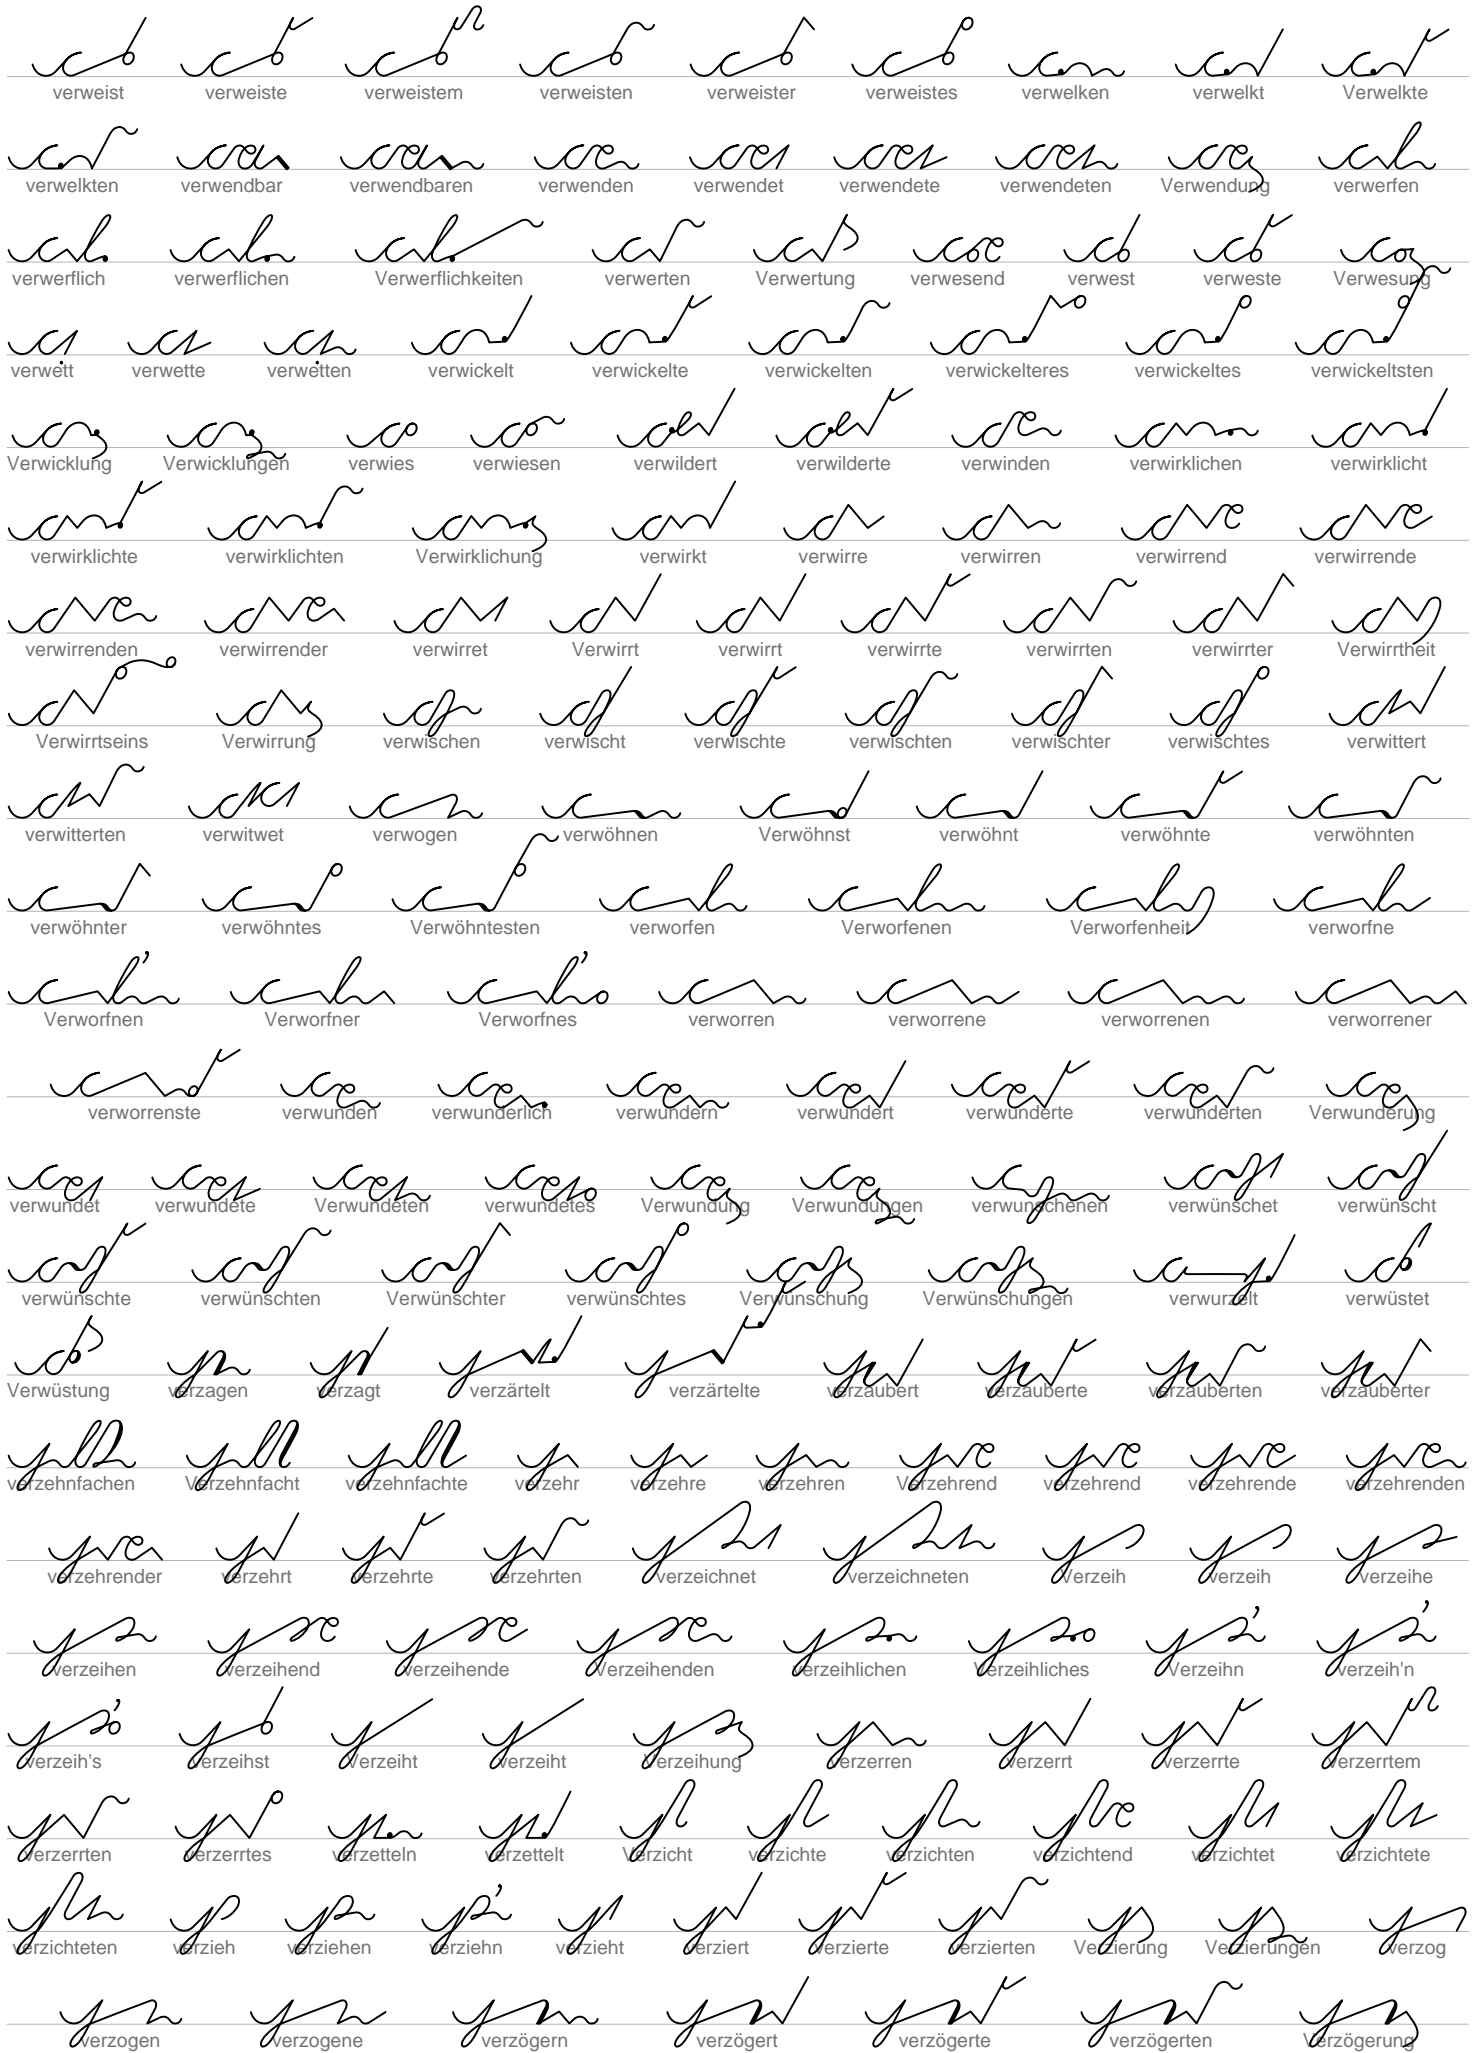 verweist verweiste verweistem verweisten verweister verweistes verwelken verwelkt Verwelkte
verwelkten verwendbar verwendbaren verwenden verwendet verwendete verwendeten Verwendung verwerfen
verwerflich verwerflichen Verwerflichkeiten verwerten Verwertung verwesend verwest verweste Verwesung
verwett verwette verwetten verwickelt verwickelte verwickelten verwickelteres verwickeltes verwickeltsten
Verwicklung Verwicklungen verwies verwiesen verwildert verwilderte verwinden verwirklichen verwirklicht
verwirklichte verwirklichten Verwirklichung verwirkt verwirre verwirren verwirrend verwirrende
verwirrenden verwirrender verwirret Verwirrt verwirrt verwirrte verwirrten verwirrter Verwirrtheit
Verwirrtseins Verwirrung verwischen verwischt verwischte verwischten verwischter verwischtes verwittert
verwitterten verwitwet verwogen verwöhnen Verwöhnst verwöhnt verwöhnte verwöhnten
verwöhnter verwöhntes Verwöhntesten verworfen Verworfenen Verworfenheit verworfne
Verworfnen Verworfner Verworfnes verworren verworrene verworrenen verworrener
verworrenste verwunden verwunderlich verwundern verwundert verwunderte verwunderten Verwunderung
verwundet verwundete Verwundeten verwundetes Verwundung Verwundungen verwunschenen verwünschet verwünscht
verwünschte verwünschten Verwünschter verwünschtes Verwünschung Verwünschungen verwurzelt verwüstet
Verwüstung verzagen verzagt verzärtelt verzärtelte verzaubert verzauberte verzauberten verzauberter
verzehnfachen Verzehnfacht verzehnfachte verzehr verzehre verzehren Verzehrend verzehrend verzehrende verzehrenden
verzehrender verzehrt verzehrte verzehrten verzeichnet verzeichneten Verzeih verzeih verzeihe
verzeihen verzeihend verzeihende Verzeihenden verzeihlichen Verzeihliches Verzeihn verzeih'n
verzeih's verzeihst Verzeiht verzeiht Verzeihung verzerren verzerrt verzerrte verzerrtem
verzerrten verzerrtes verzetteln verzettelt Verzicht verzichte verzichten verzichtend verzichtet verzichtete
verzichteten verzieh verziehen verziehn verzieht verziert verzierte verzierten Verzierung Verzierungen verzog
verzogen verzogene verzögern verzögert verzögerte verzögerten Verzögerung